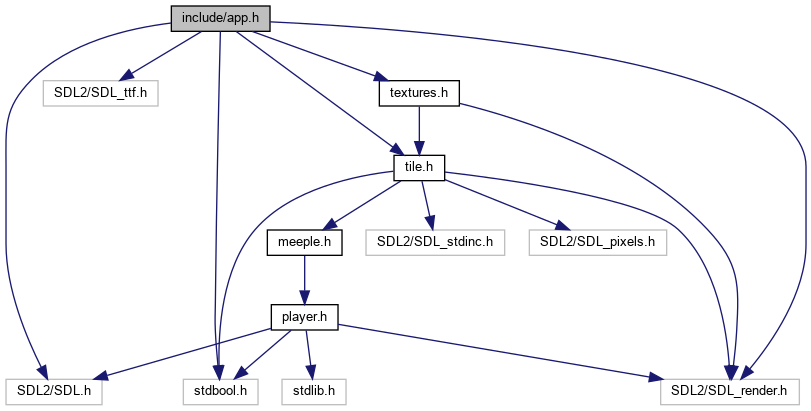 include/app.h
SDL2/SDL_ttf.h
textures.h
tile.h
meeple.h
SDL2/SDL_stdinc.h
SDL2/SDL_pixels.h
player.h
SDL2/SDL.h
stdbool.h
stdlib.h
SDL2/SDL_render.h